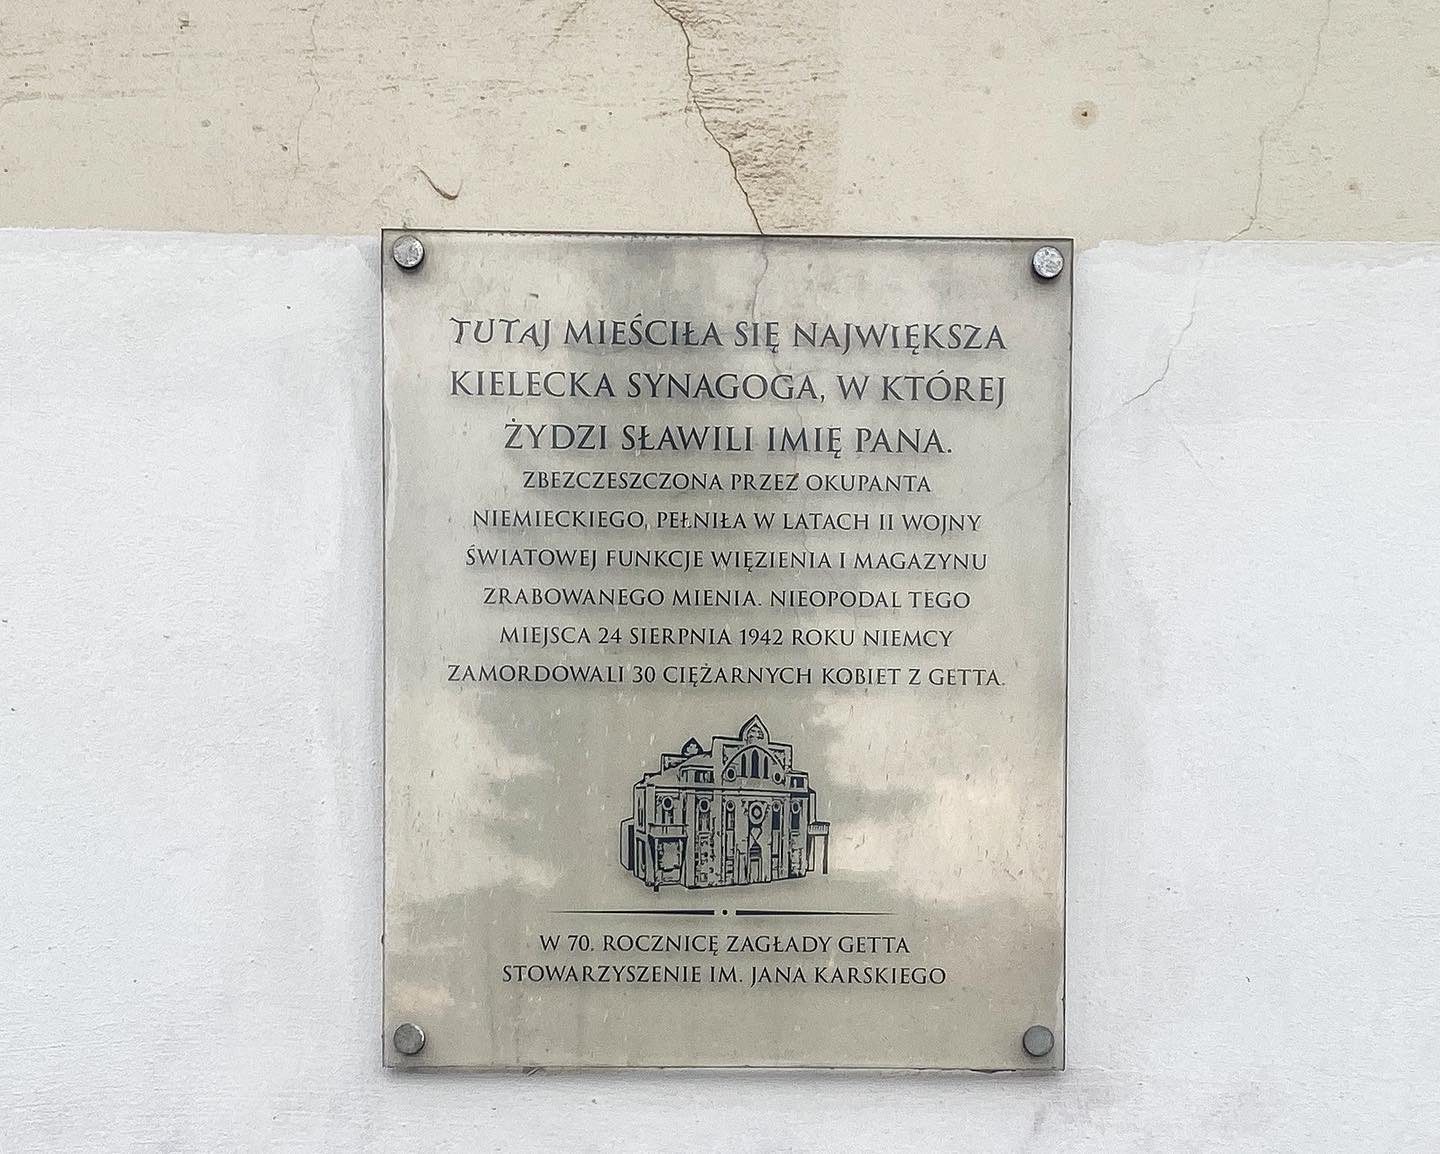 TUTAJ MIEŚCIŁA SIĘ NAJWIĘKSZA
KIELECKA SYNAGOGA, W KTÓREJ
ŻYDZI SŁAWILI IMIĘ PANA.
ZBEZCZESZCZONA PRZEZ OKUPANTA
NIEMIECKIEGO, PEŁNIŁA W LATACH II WOJNY
ŚWIATOWEJ FUNKCJE WIĘZIENIA I MAGAZYNU
ZRABOWANEGO MIENIA. NIEOPODAL TEGO
MIEJSCA 24 SIERPNIA 1942 ROKU NIEMCY
ZAMORDOWALI 30 CIĘŻARNYCH KOBIET Z GETTA.
W 70. ROCZNICĘ ZAGŁADY GETTA
STOWARZYSZENIE IM. JANA KARSKIEGO